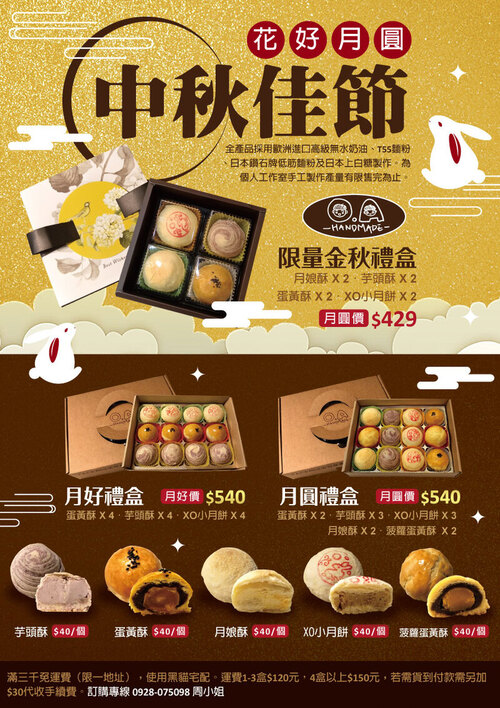 花好月圓
中秋佳節
全產品採用歐洲進口高級無水奶油、T55麵粉
、日本鑽石牌低筋麵粉及日本上白糖製作。為
個人工作室手工製作產量有限售完為止。
O.A
HANDMADE
限量金秋禮盒
月娘酥 X 2．芋頭酥 X 2
蛋黃酥 X 2．XO小月餅 X 2
月圓價 $429
Best Wishes
月好禮盒 月好價 $540
蛋黃酥 X 4．芋頭酥 X 4．XO小月餅 X 4
月圓禮盒 月圓價 $540
蛋黃酥 X 2．芋頭酥 X 3．XO小月餅 X 3
月娘酥 X 2．菠蘿蛋黃酥 X 2
芋頭酥 $40/個
蛋黃酥 $40/個
月娘酥 $40/個
XO小月餅 $40/個
菠蘿蛋黃酥 $40/個
滿三千免運費（限一地址），使用黑貓宅配。運費1-3盒$120元，4盒以上$150元，若需貨到付款需另加
$30代收手續費。訂購專線 0928-075098 周小姐